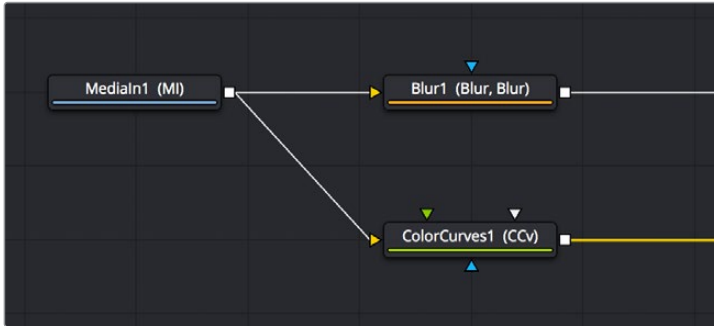 MediaIn1 (MI)
Blur1 (Blur, Blur)
ColorCurves1 (CCv)